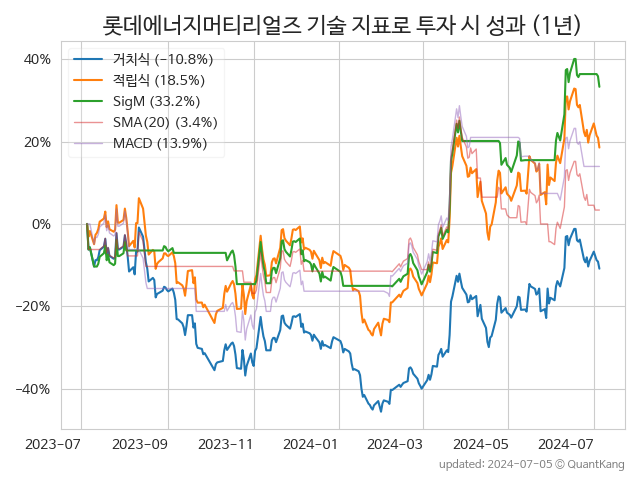 롯데에너지머티리얼즈 기술 지표로 투자 시 성과 (1년)
40%
20%
0%
−20%
−40%
거치식 (−10.8%)
적립식 (18.5%)
SigM (33.2%)
SMA(20) (3.4%)
MACD (13.9%)
2023-07
2023-09
2023-11
2024-01
2024-03
2024-05
2024-07
updated: 2024-07-05 © QuantKang